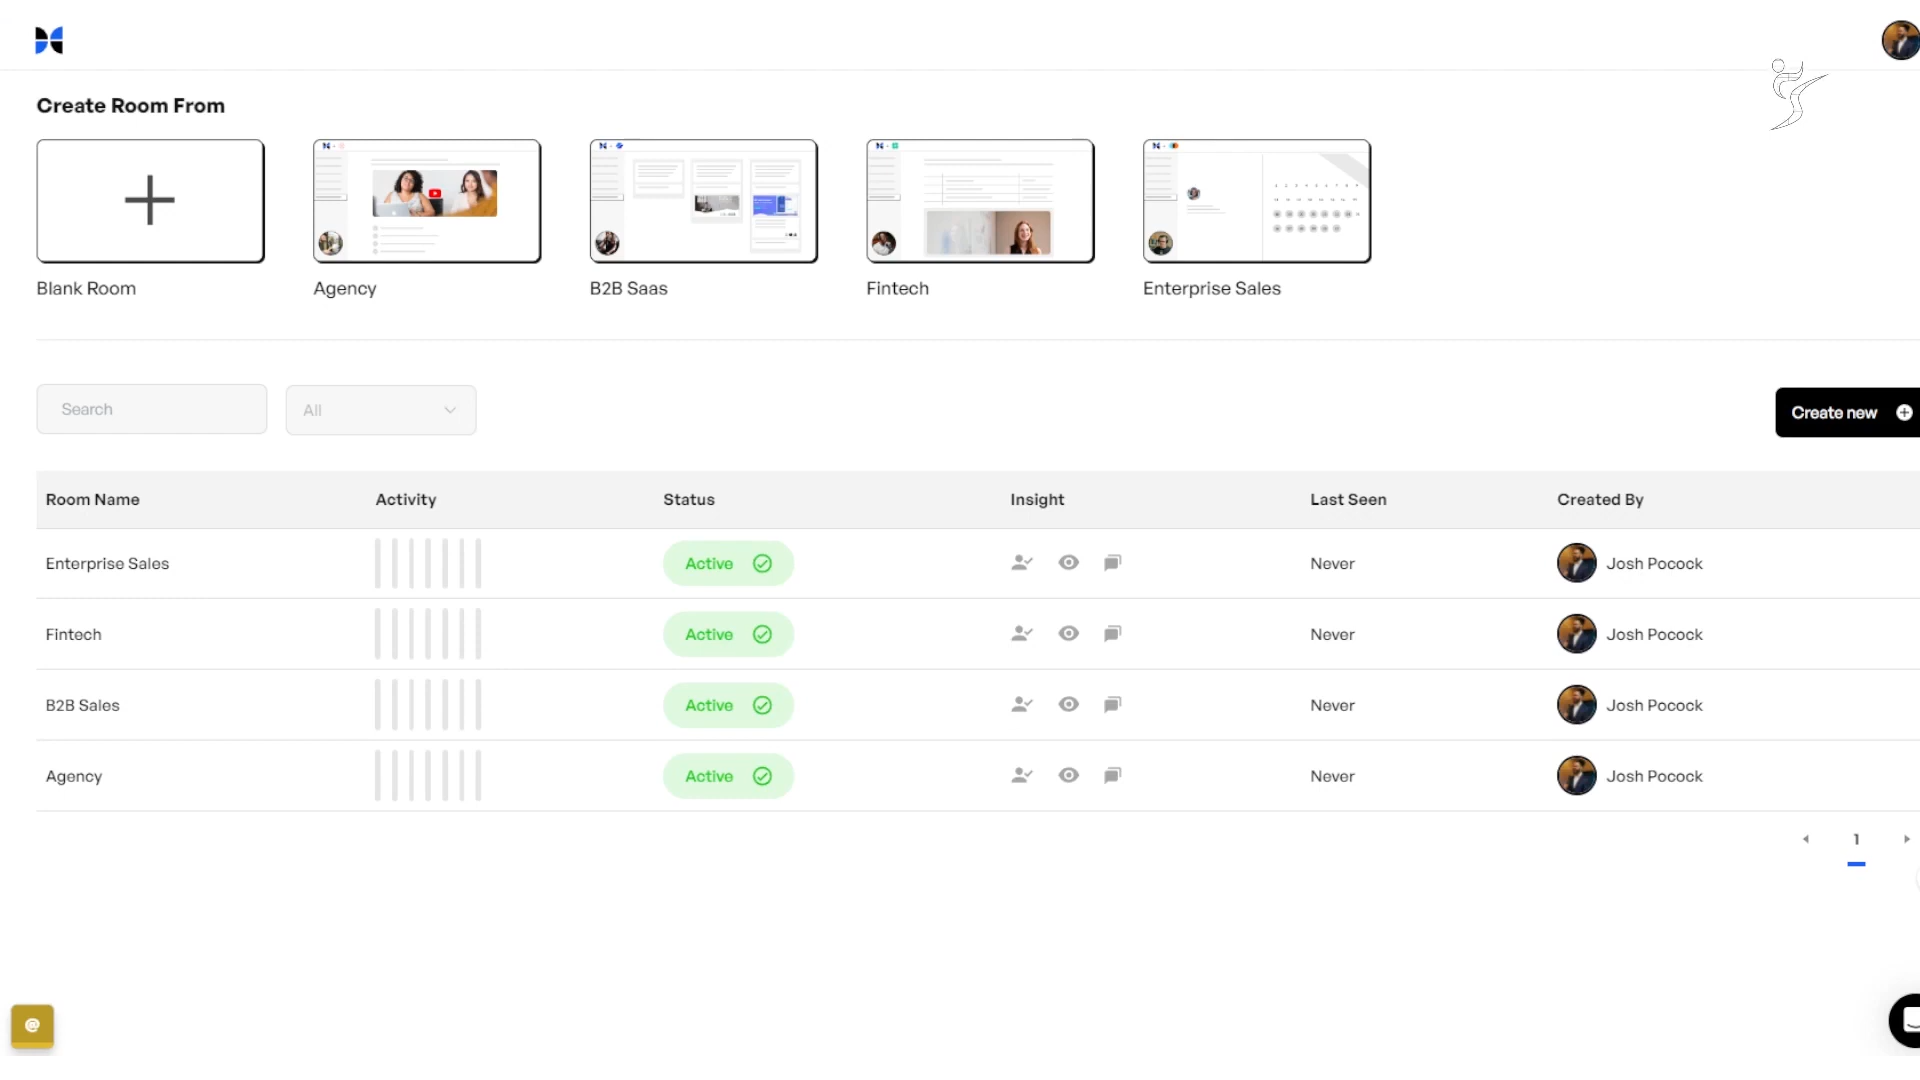 Create Room From
Blank Room
Agency
B2B Saas
Fintech
Enterprise Sales
Search
All
Create new
Room Name Activity Status Insight Last Seen Created By
Enterprise Sales Active Never Josh Pocock
Fintech Active Never Josh Pocock
B2B Sales Active Never Josh Pocock
Agency Active Never Josh Pocock
1
@